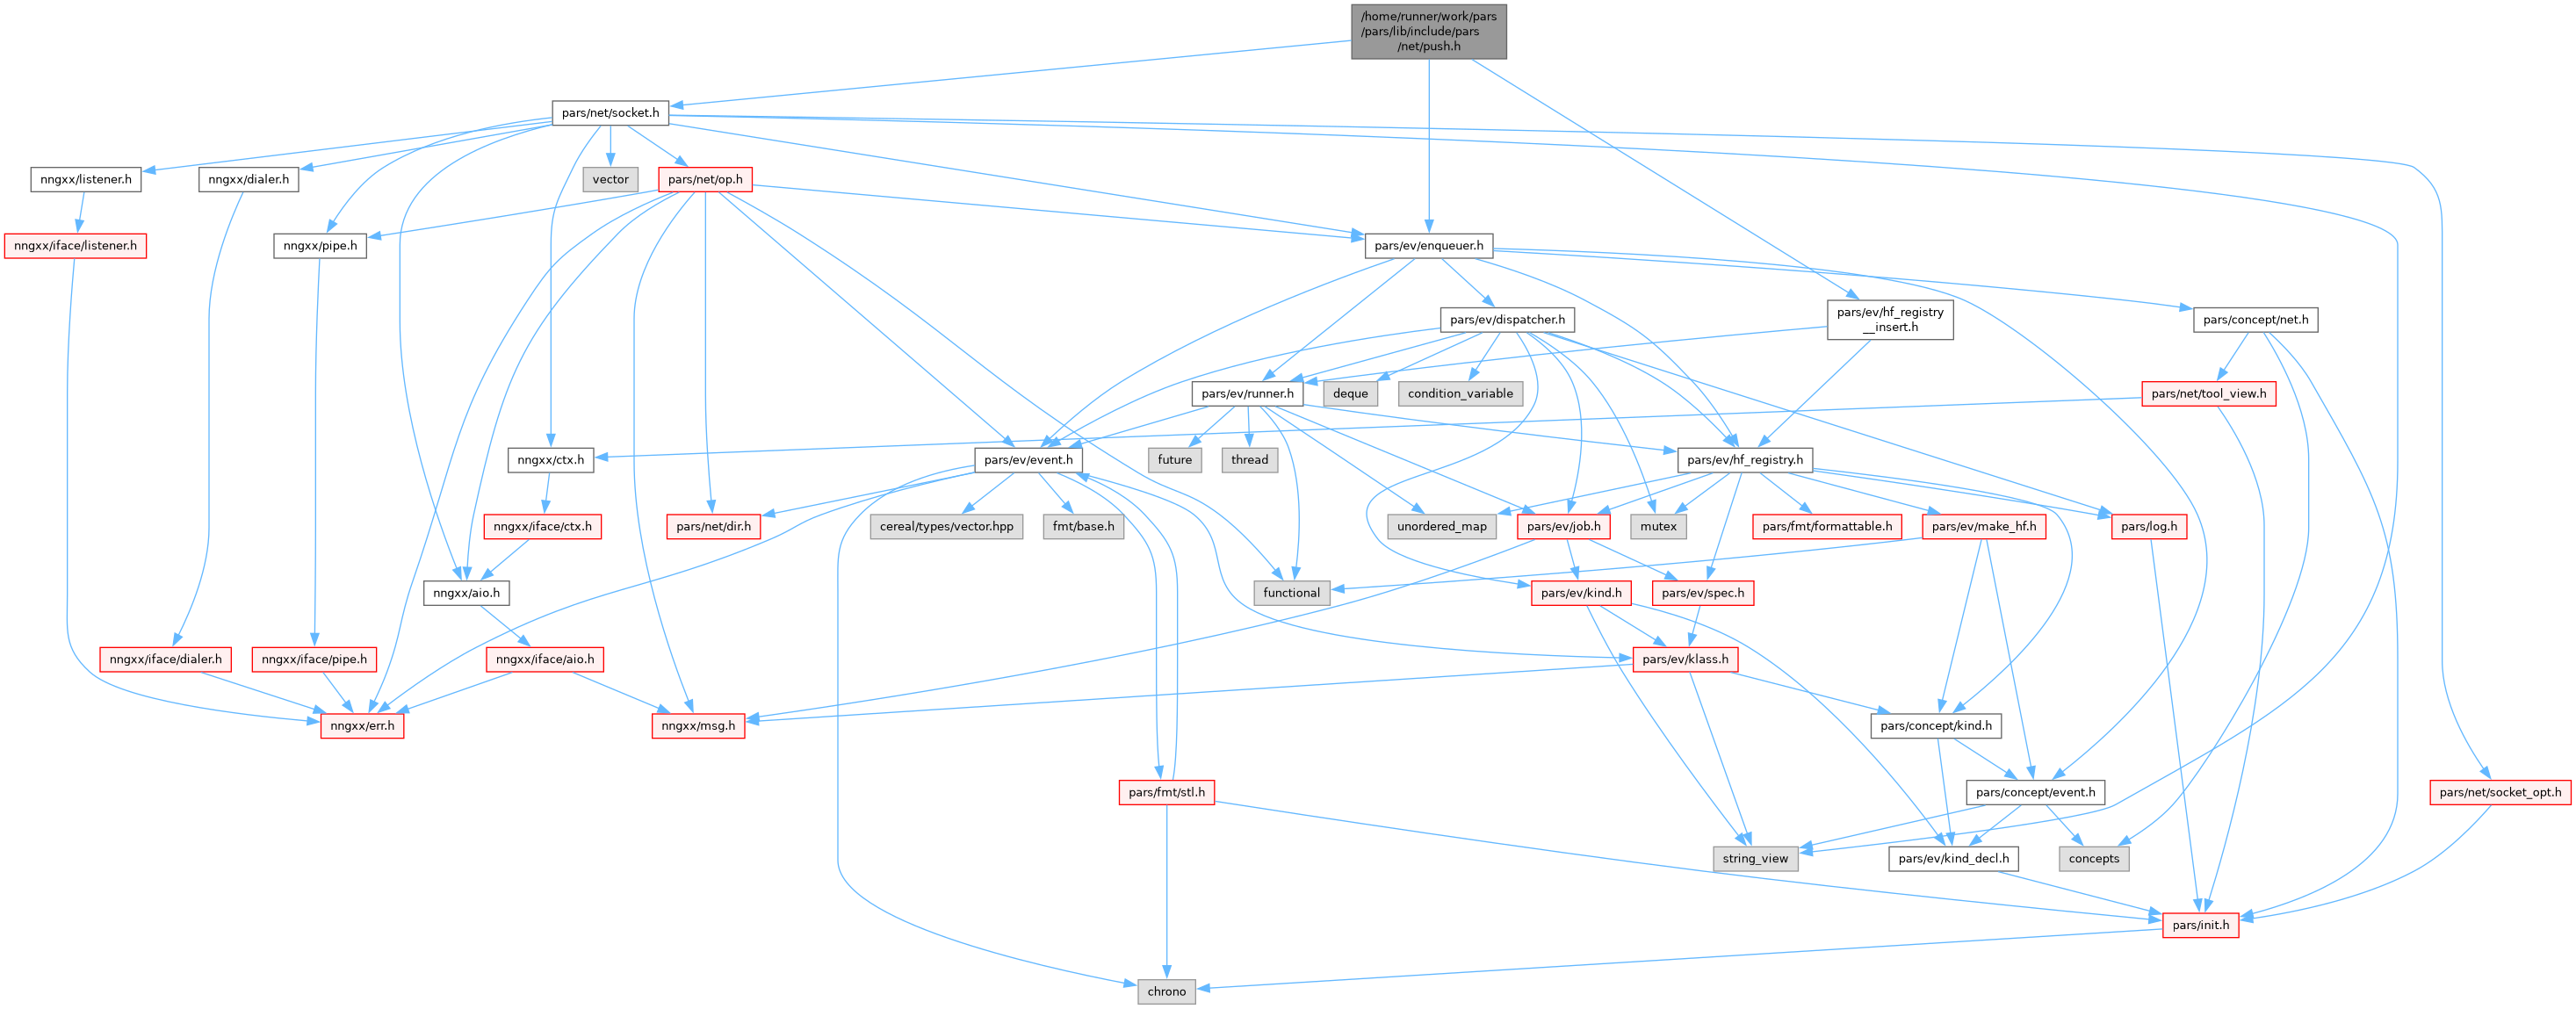 /home/runner/work/pars
/pars/lib/include/pars
/net/push.h
pars/net/socket.h
nngxx/listener.h
nngxx/dialer.h
vector
pars/net/op.h
nngxx/iface/listener.h
nngxx/pipe.h
pars/ev/enqueuer.h
pars/ev/dispatcher.h
pars/ev/hf_registry
__insert.h
pars/concept/net.h
pars/ev/runner.h
deque
condition_variable
pars/net/tool_view.h
nngxx/ctx.h
pars/ev/event.h
future
thread
pars/ev/hf_registry.h
nngxx/iface/ctx.h
pars/net/dir.h
cereal/types/vector.hpp
fmt/base.h
unordered_map
pars/ev/job.h
mutex
pars/fmt/formattable.h
pars/ev/make_hf.h
pars/log.h
nngxx/aio.h
functional
pars/ev/kind.h
pars/ev/spec.h
nngxx/iface/dialer.h
nngxx/iface/pipe.h
nngxx/iface/aio.h
pars/ev/klass.h
nngxx/err.h
nngxx/msg.h
pars/concept/kind.h
pars/fmt/stl.h
pars/concept/event.h
pars/net/socket_opt.h
string_view
pars/ev/kind_decl.h
concepts
pars/init.h
chrono